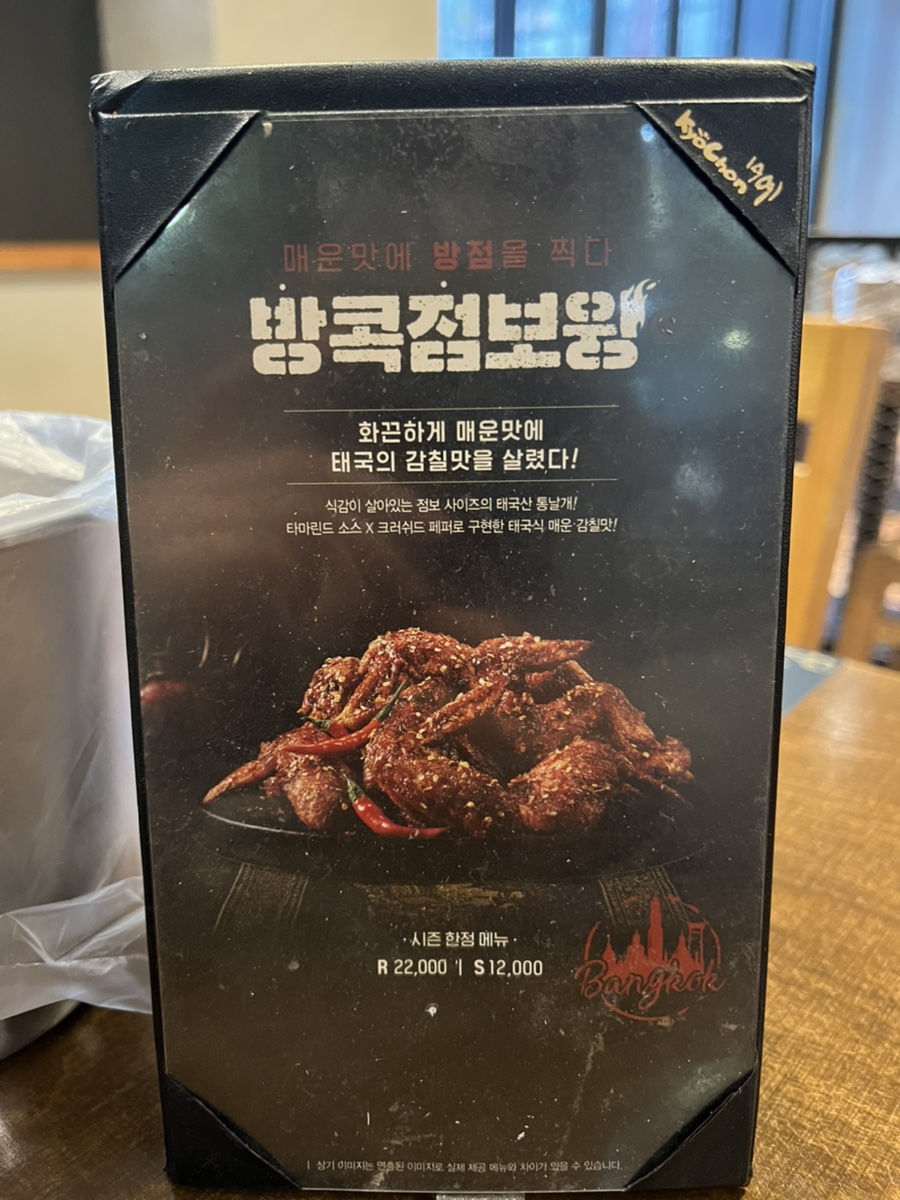 KyoChon 1991
매운맛에 방점을 찍다
방콕점보윙
화끈하게 매운맛에
태국의 감칠맛을 살렸다!
식감이 살아있는 점보 사이즈의 태국산 통날개!
타마린드 소스 X 크러쉬드 페퍼로 구현한 태국식 매운 감칠맛!
· 시즌 한정 메뉴 ·
R 22,000 | S 12,000
Bangkok
| 상기 이미지는 연출된 이미지로 실제 제공 메뉴와 차이가 있을 수 있습니다.